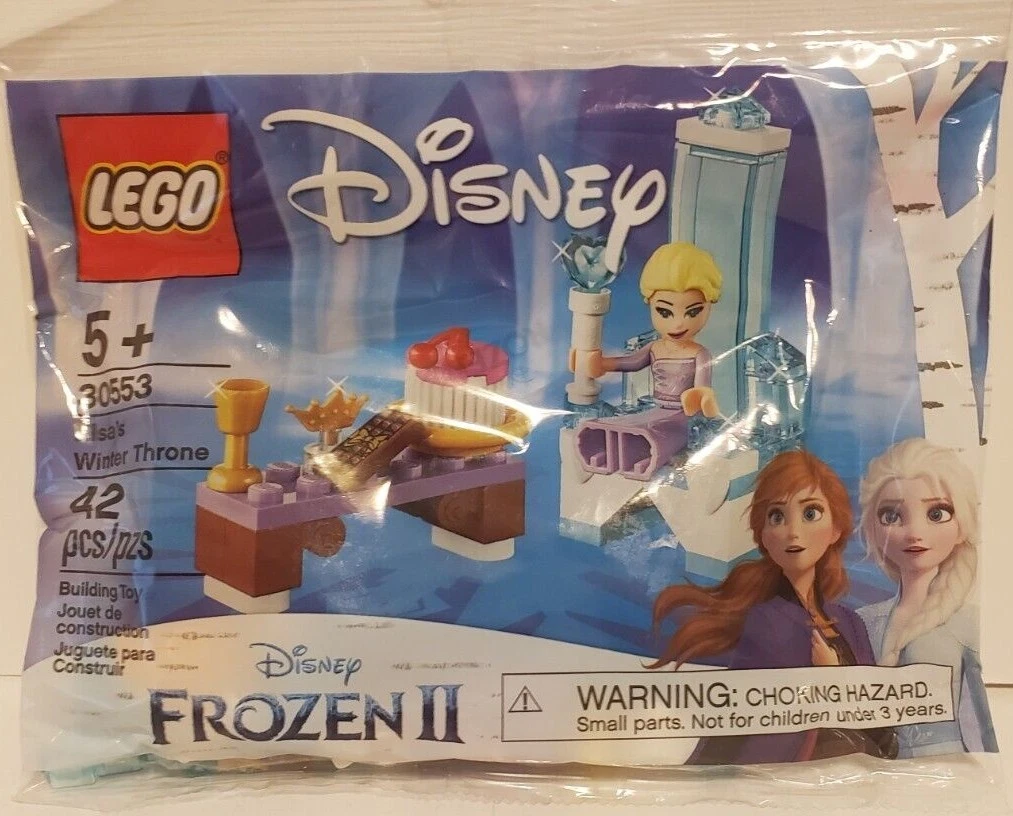 LEGO®
DISNEY
5+
30553
Elsa's
Winter Throne
42
pcs/pzs
Building Toy
Jouet de
construction
Juguete para
Construir
DISNEY
FROZEN II
WARNING: CHOKING HAZARD.
Small parts. Not for children under 3 years.